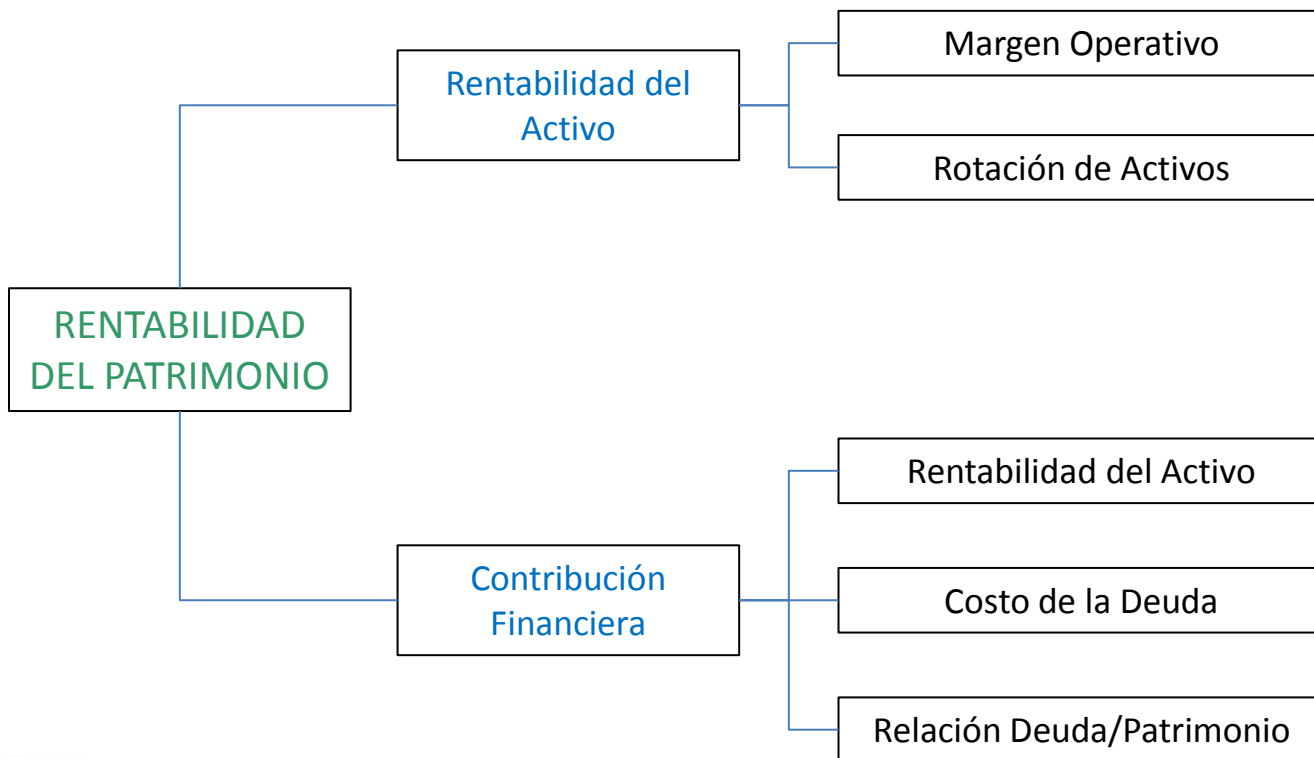 Margen Operativo
Rentabilidad del
Activo
Rotación de Activos
RENTABILIDAD
DEL PATRIMONIO
Rentabilidad del Activo
Contribución
Financiera
Costo de la Deuda
Relación Deuda/Patrimonio